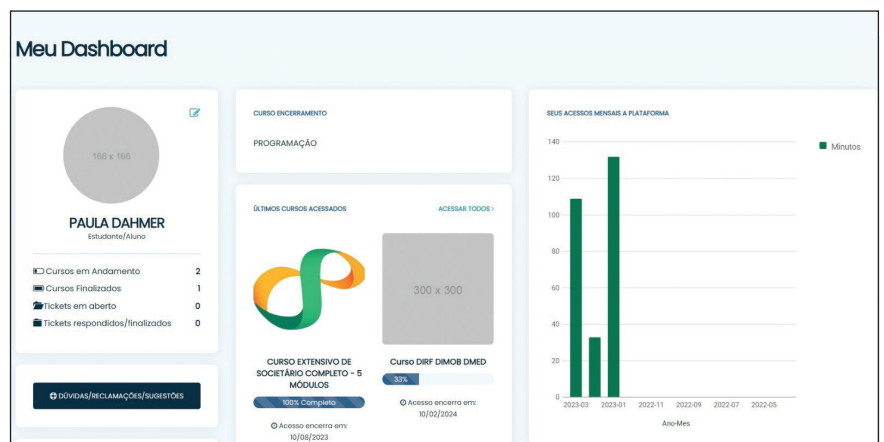 Meu Dashboard
166 x 166
PAULA DAHMER
Estudante/Aluno
Cursos em Andamento 2
Cursos Finalizados 1
Tickets em aberto 0
Tickets respondidos/finalizados 0
DÚVIDAS/RECLAMAÇÕES/SUGESTÕES
CURSO ENCERRAMENTO
PROGRAMAÇÃO
ÚLTIMOS CURSOS ACESSADOS
ACESSAR TODOS ›
300 x 300
CURSO EXTENSIVO DE
SOCIETÁRIO COMPLETO - 5
MÓDULOS
100% Completo
Acesso encerra em:
10/08/2023
Curso DIRF DIMOB DMED
33%
Acesso encerra em:
10/02/2024
SEUS ACESSOS MENSAIS A PLATAFORMA
Minutos
140
120
100
80
60
40
20
0
2023-03 2023-01 2022-11 2022-09 2022-07 2022-05
Ano-Mes